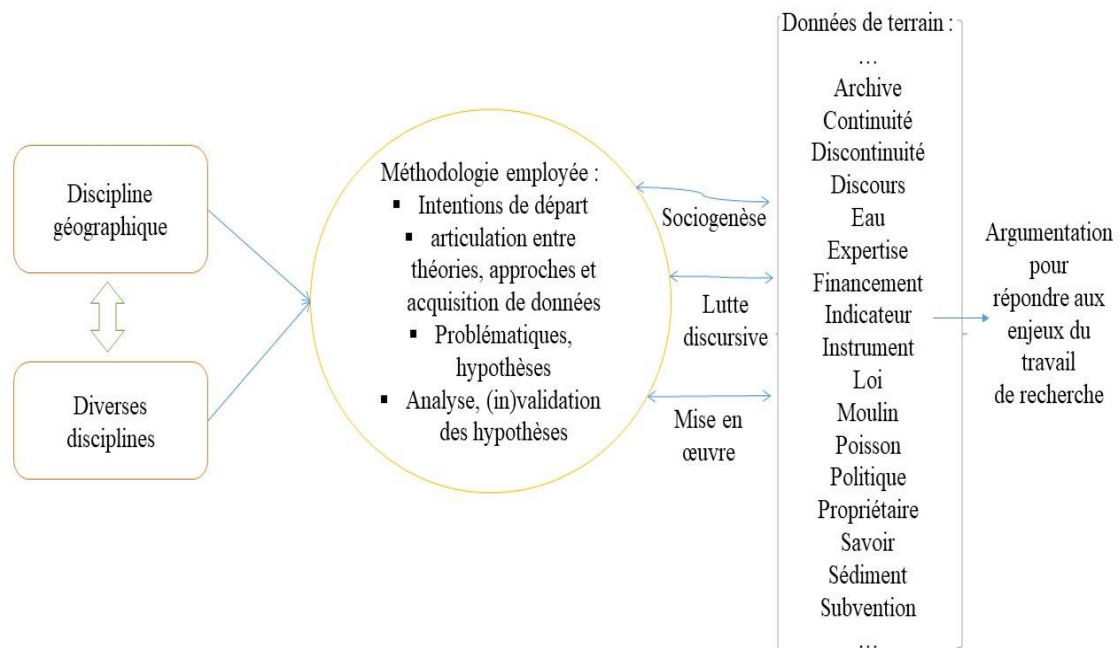 Discipline
géographique
Diverses
disciplines
Méthodologie employée :
▪ Intentions de départ
▪ articulation entre
théories, approches et
acquisition de données
▪ Problématiques,
hypothèses
▪ Analyse, (in)validation
des hypothèses
Sociogenèse
Lutte
discursive
Mise en
œuvre
Données de terrain :
…
Archive
Continuité
Discontinuité
Discours
Eau
Expertise
Financement
Indicateur
Instrument
Loi
Moulin
Poisson
Politique
Propriétaire
Savoir
Sédiment
Subvention
…
Argumentation
pour
répondre aux
enjeux du
travail
de recherche